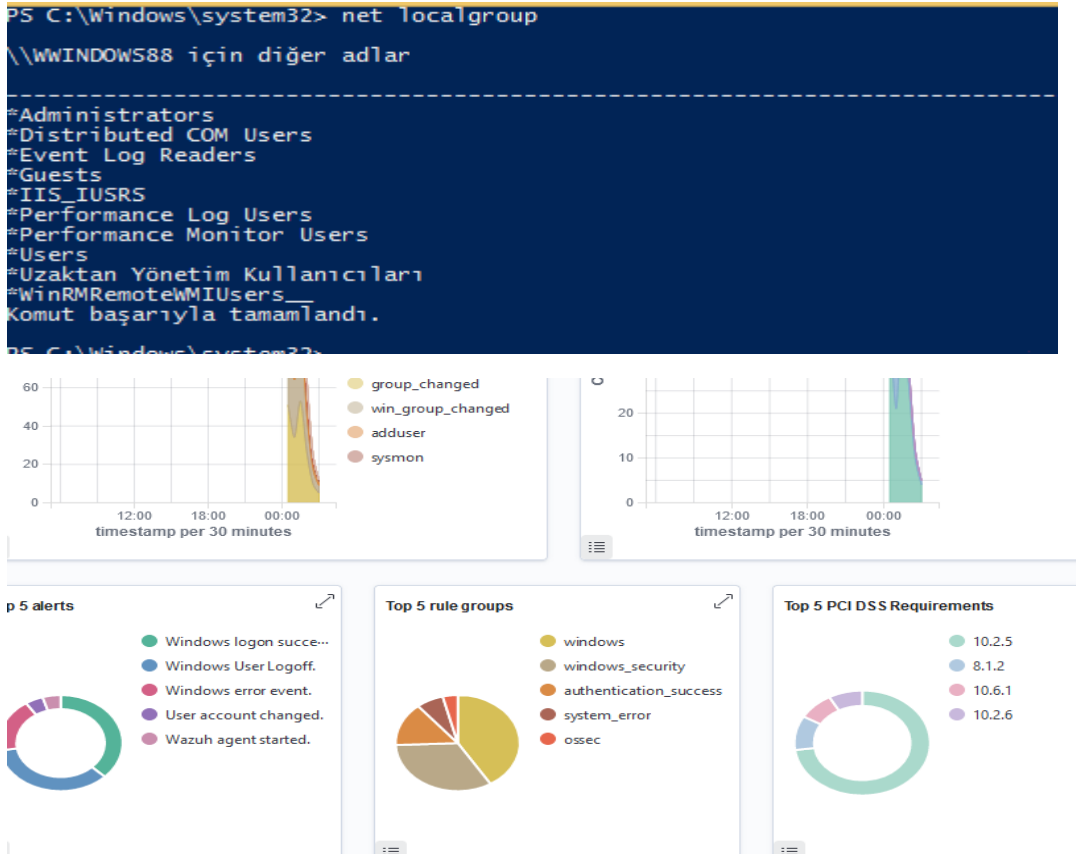 PS C:\Windows\system32> net localgroup
\\WWINDOWS88 için diğer adlar
-------------------------------------------------------------------------------
*Administrators
*Distributed COM Users
*Event Log Readers
*Guests
*IIS_IUSRS
*Performance Log Users
*Performance Monitor Users
*Users
*Uzaktan Yönetim Kullanıcıları
*WinRMRemoteWMIUsers__
Komut başarıyla tamamlandı.
PS C:\Windows\system32>
60
40
20
0
12:00 18:00 00:00
timestamp per 30 minutes
group_changed
win_group_changed
adduser
sysmon
20
10
0
12:00 18:00 00:00
timestamp per 30 minutes
p 5 alerts
Windows logon succe...
Windows User Logoff.
Windows error event.
User account changed.
Wazuh agent started.
Top 5 rule groups
windows
windows_security
authentication_success
system_error
ossec
Top 5 PCI DSS Requirements
10.2.5
8.1.2
10.6.1
10.2.6